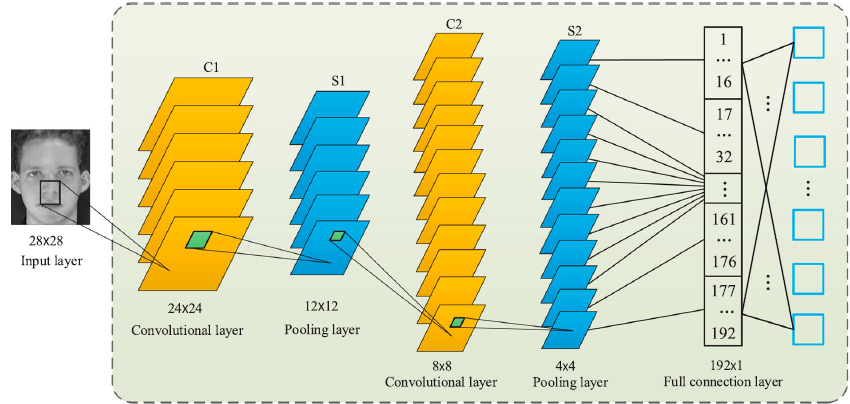 C1
S1
C2
S2
28x28
Input layer
24x24
Convolutional layer
12x12
Pooling layer
8x8
Convolutional layer
4x4
Pooling layer
1
...
16
17
...
32
...
161
...
176
177
...
192
192x1
Full connection layer
...
...
...